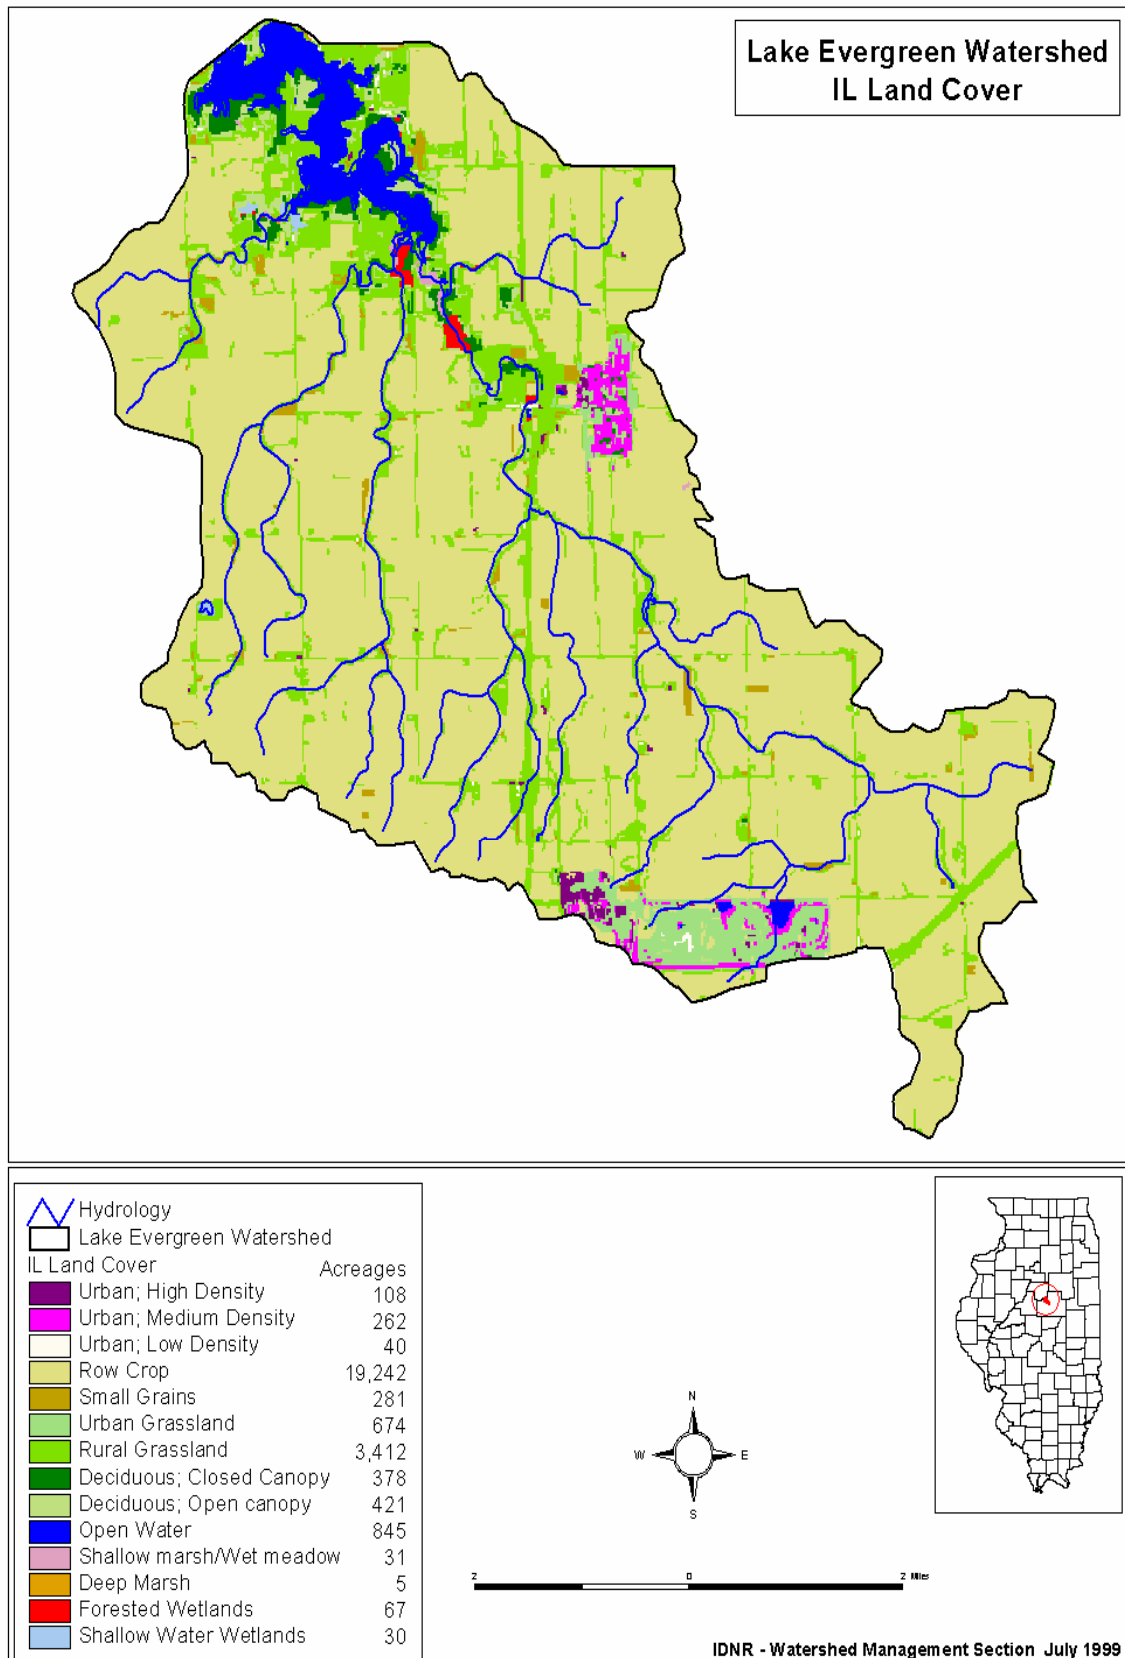 Lake Evergreen Watershed
IL Land Cover
Hydrology
Lake Evergreen Watershed
IL Land Cover Acreages
Urban; High Density 108
Urban; Medium Density 262
Urban; Low Density 40
Row Crop 19,242
Small Grains 281
Urban Grassland 674
Rural Grassland 3,412
Deciduous; Closed Canopy 378
Deciduous; Open canopy 421
Open Water 845
Shallow marsh/Wet meadow 31
Deep Marsh 5
Forested Wetlands 67
Shallow Water Wetlands 30
N
W E
S
2 0 2 Miles
IDNR - Watershed Management Section July 1999